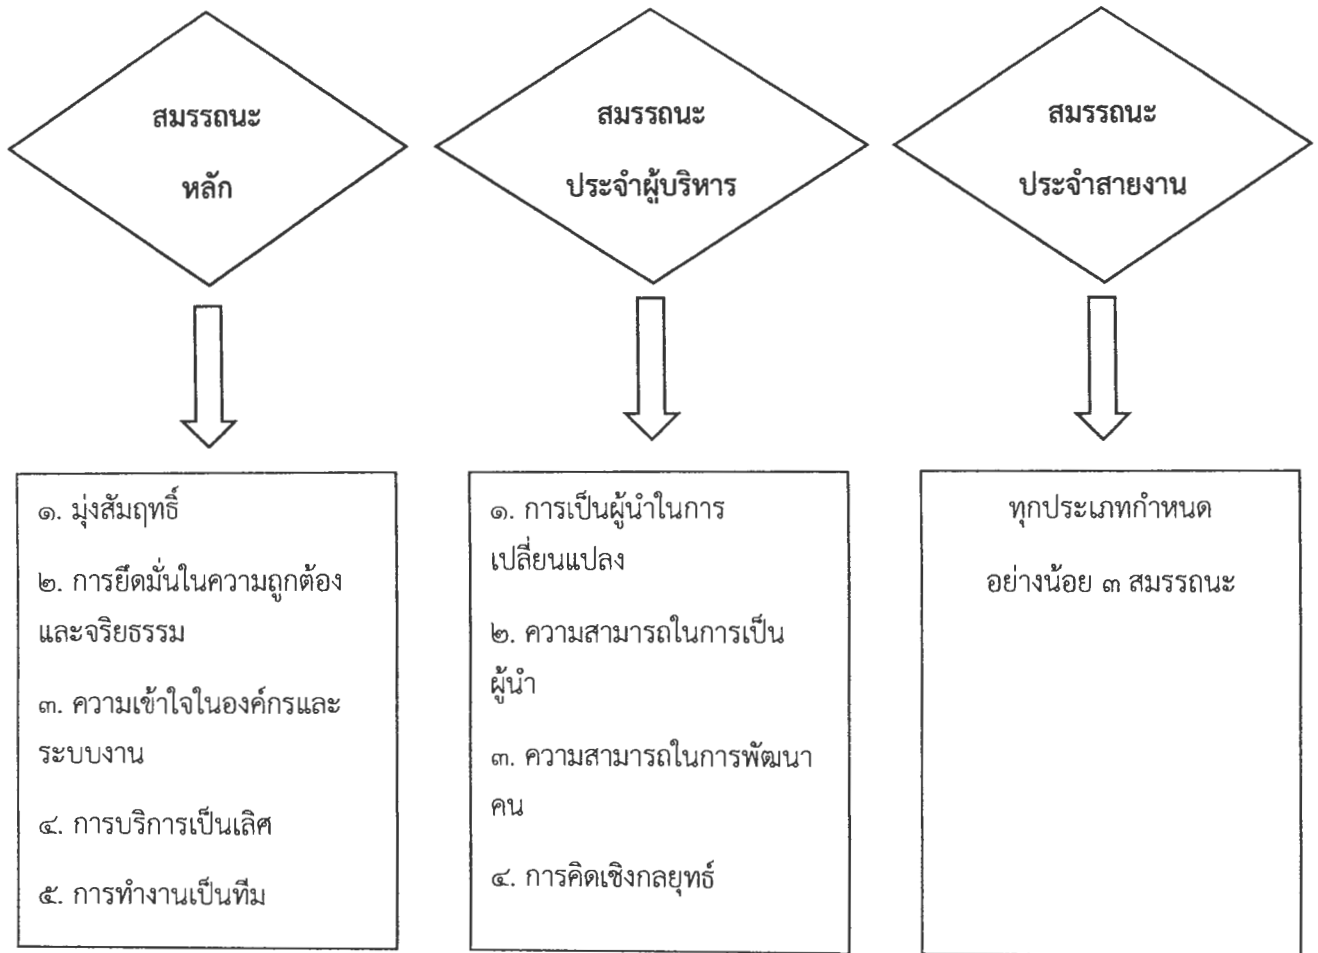 สมรรถนะ
หลัก
สมรรถนะ
ประจำผู้บริหาร
สมรรถนะ
ประจำสายงาน
๑. มุ่งสัมฤทธิ์
๒. การยึดมั่นในความถูกต้อง
และจริยธรรม
๓. ความเข้าใจในองค์กรและ
ระบบงาน
๔. การบริการเป็นเลิศ
๕. การทำงานเป็นทีม
๑. การเป็นผู้นำในการ
เปลี่ยนแปลง
๒. ความสามารถในการเป็น
ผู้นำ
๓. ความสามารถในการพัฒนา
คน
๔. การคิดเชิงกลยุทธ์
ทุกประเภทกำหนด
อย่างน้อย ๓ สมรรถนะ